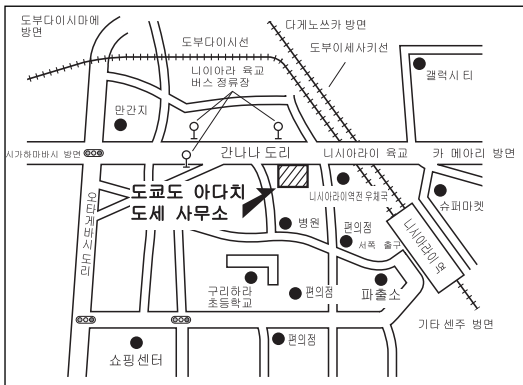 도부다이시마에
방면
다게노쓰카 방면
도부다이시선
도부이세사키선
니이아라 육교
버스 정류장
갤럭시티
만간지
시가하마바시 방면
간나나 도리
니시아라이 육교
카 메아리 방면
도쿄도 아다치
도세 사무소
니시아라이역전 우체국
슈퍼마켓
오타게바시 도리
병원
편의점
서쪽 출구
니시아라이역
구리하라
초등학교
편의점
파출소
기타 센주 방면
편의점
쇼핑센터